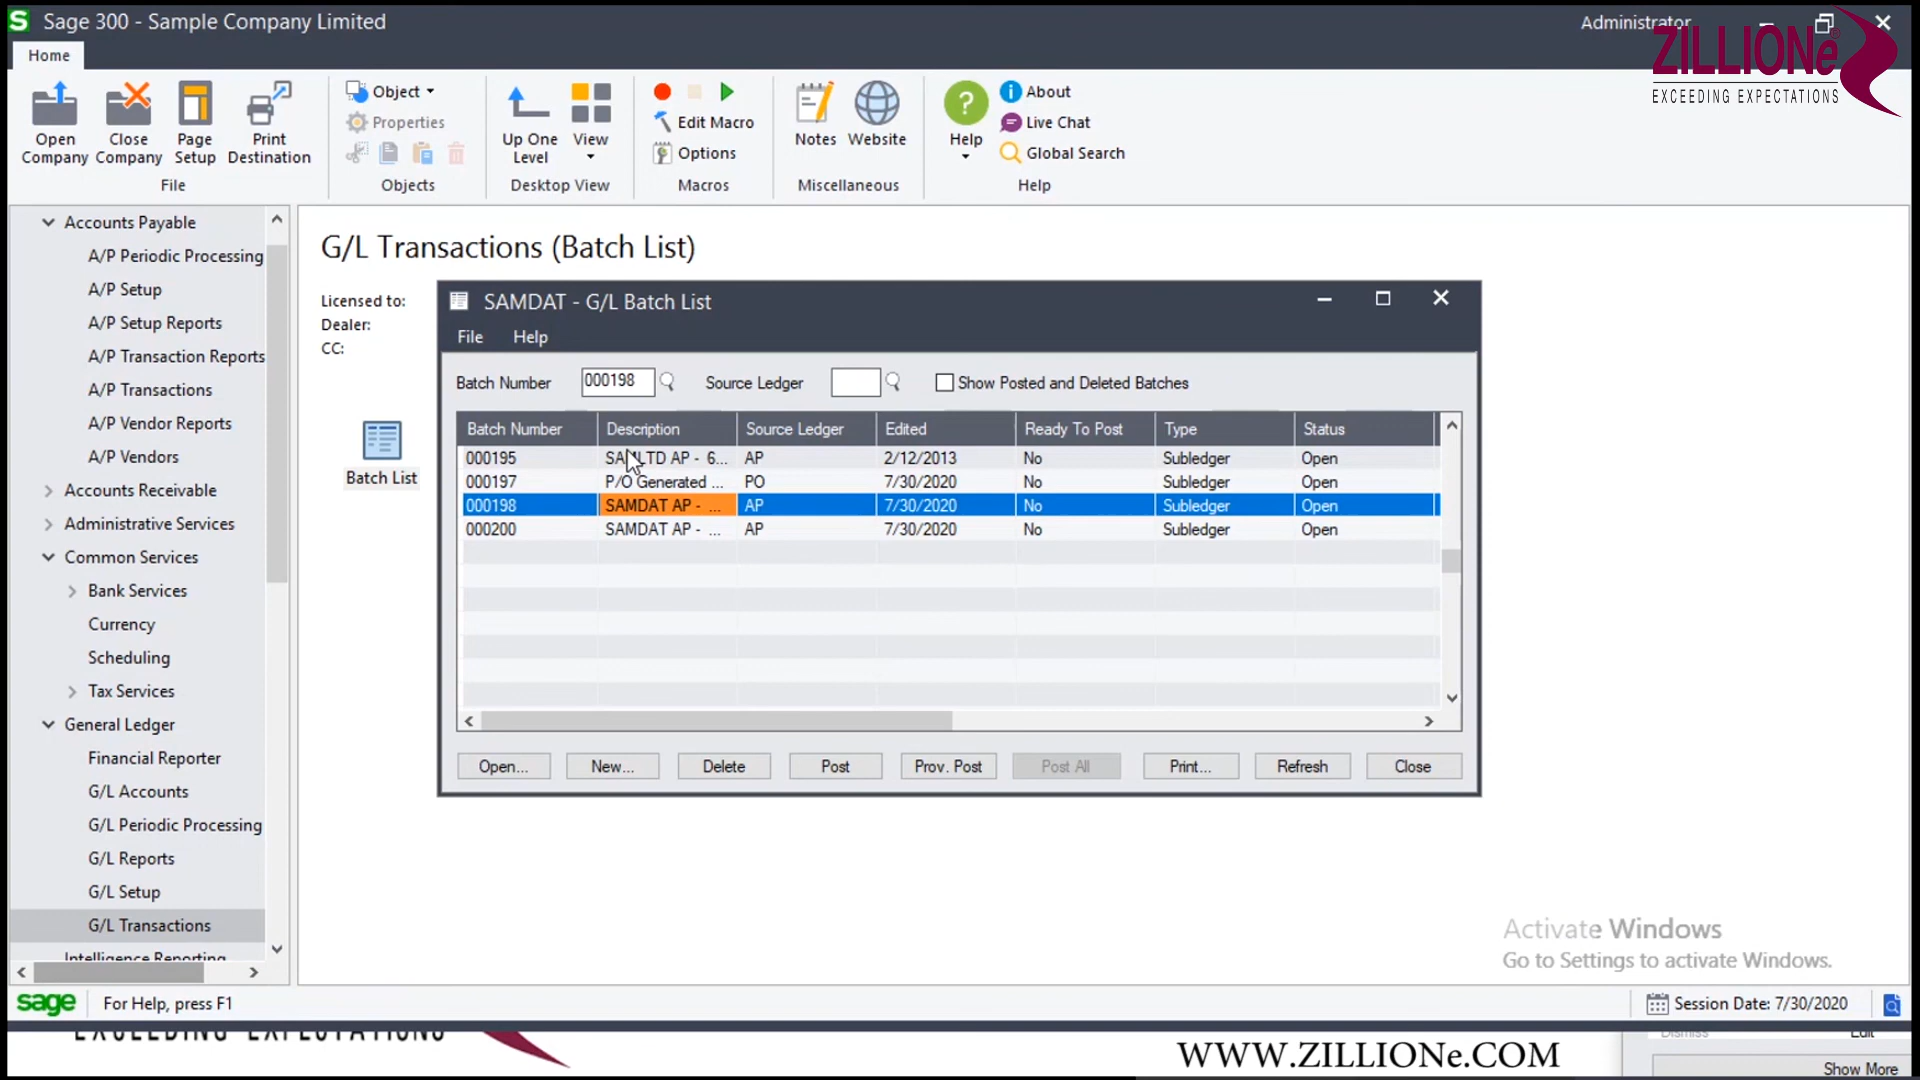 Sage 300 - Sample Company Limited
Administrator
ZILLIONe
EXCEEDING EXPECTATIONS
Home
Open Company
Close Company
Page Setup
Print Destination
File
Object
Properties
Objects
Up One Level
View
Desktop View
Edit Macro
Options
Macros
Notes
Website
Miscellaneous
Help
About
Live Chat
Global Search
Help
Accounts Payable
A/P Periodic Processing
A/P Setup
A/P Setup Reports
A/P Transaction Reports
A/P Transactions
A/P Vendor Reports
A/P Vendors
Accounts Receivable
Administrative Services
Common Services
Bank Services
Currency
Scheduling
Tax Services
General Ledger
Financial Reporter
G/L Accounts
G/L Periodic Processing
G/L Reports
G/L Setup
G/L Transactions
Intelligence Reporting
G/L Transactions (Batch List)
Licensed to:
Dealer:
CC:
Batch List
SAMDAT - G/L Batch List
File Help
Batch Number 000198 Source Ledger Show Posted and Deleted Batches
Batch Number Description Source Ledger Edited Ready To Post Type Status
000195 SAMLTD AP - 6... AP 2/12/2013 No Subledger Open
000197 P/O Generated ... PO 7/30/2020 No Subledger Open
000198 SAMDAT AP - ... AP 7/30/2020 No Subledger Open
000200 SAMDAT AP - ... AP 7/30/2020 No Subledger Open
Open... New... Delete Post Prov. Post Post All Print... Refresh Close
Activate Windows
Go to Settings to activate Windows.
sage For Help, press F1
Session Date: 7/30/2020
EXCEEDING EXPECTATIONS
WWW.ZILLIONe.COM
Dismiss
Edit
Show More